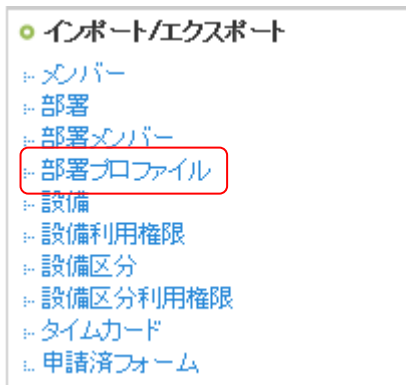 インポート/エクスポート
メンバー
部署
部署メンバー
部署プロファイル
設備
設備利用権限
設備区分
設備区分利用権限
タイムカード
申請済フォーム